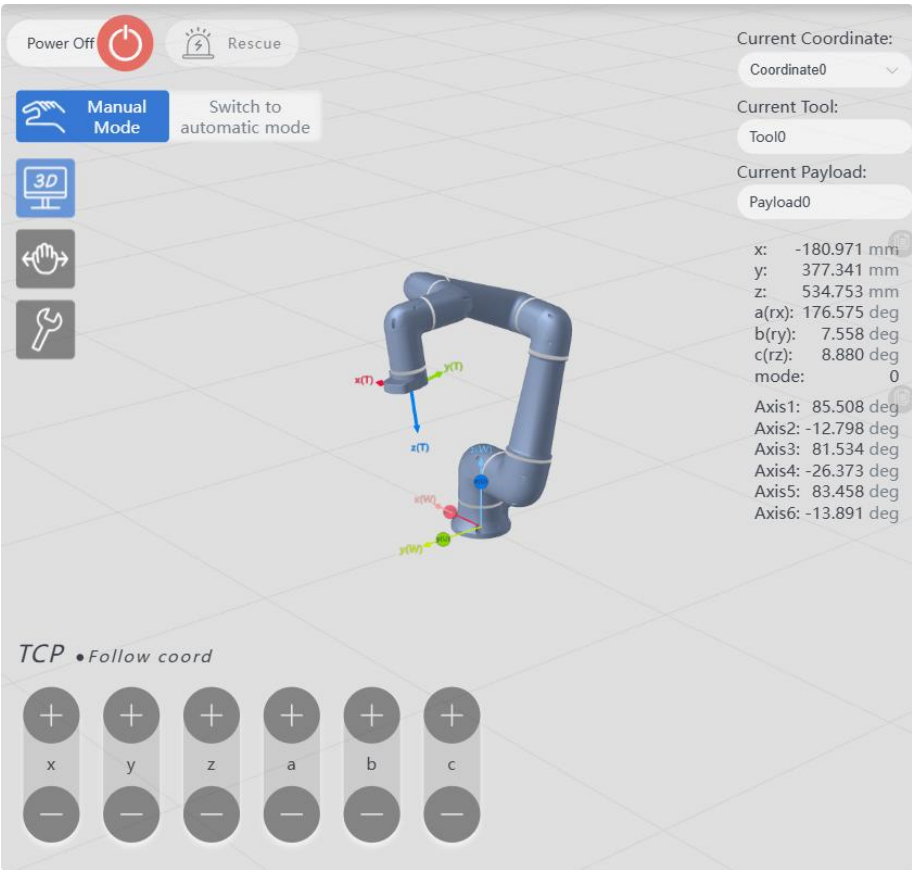 Power Off
Rescue
Manual
Mode
Switch to
automatic mode
3D
Current Coordinate:
Coordinate0
Current Tool:
Tool0
Current Payload:
Payload0
x: -180.971 mm
y: 377.341 mm
z: 534.753 mm
a(rx): 176.575 deg
b(ry): 7.558 deg
c(rz): 8.880 deg
mode: 0
Axis1: 85.508 deg
Axis2: -12.798 deg
Axis3: 81.534 deg
Axis4: -26.373 deg
Axis5: 83.458 deg
Axis6: -13.891 deg
x(T)
y(T)
z(T)
z(W)
x(W)
y(W)
TCP •Follow coord
+ + + + + +
x y z a b c
− − − − − −